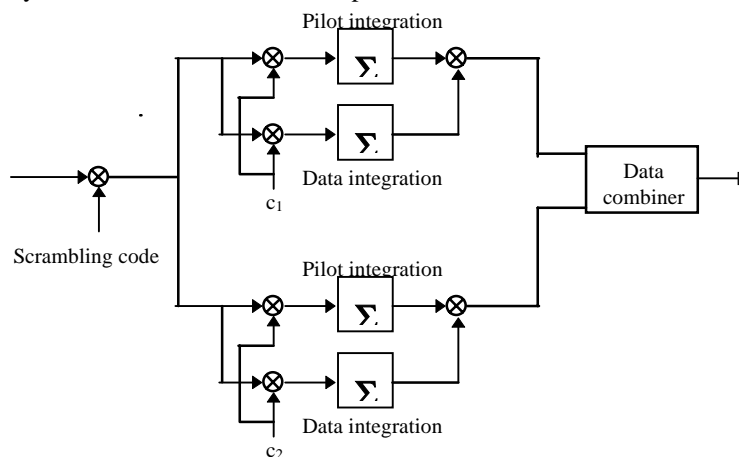 Pilot integration
Σ
Σ
Data integration
c₁
Data
combiner
Scrambling code
Pilot integration
Σ
Σ
Data integration
c₂